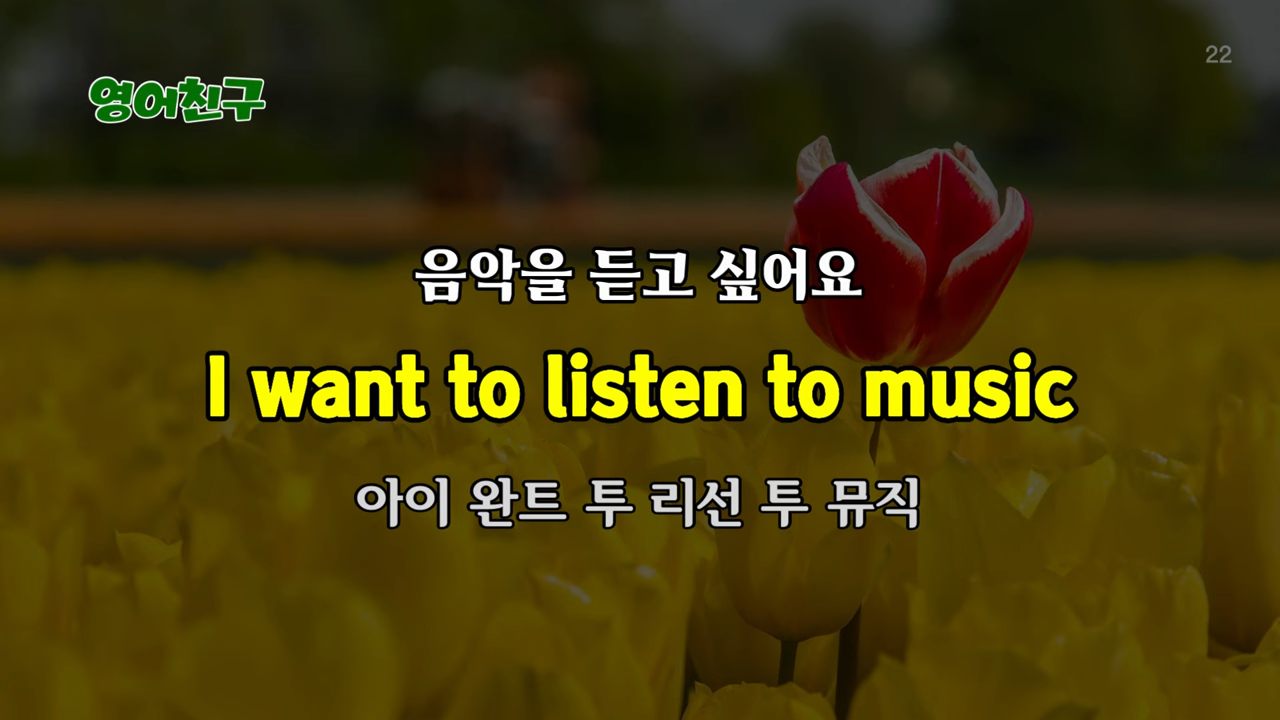 22
영어친구
음악을 듣고 싶어요
I want to listen to music
아이 완트 투 리선 투 뮤직